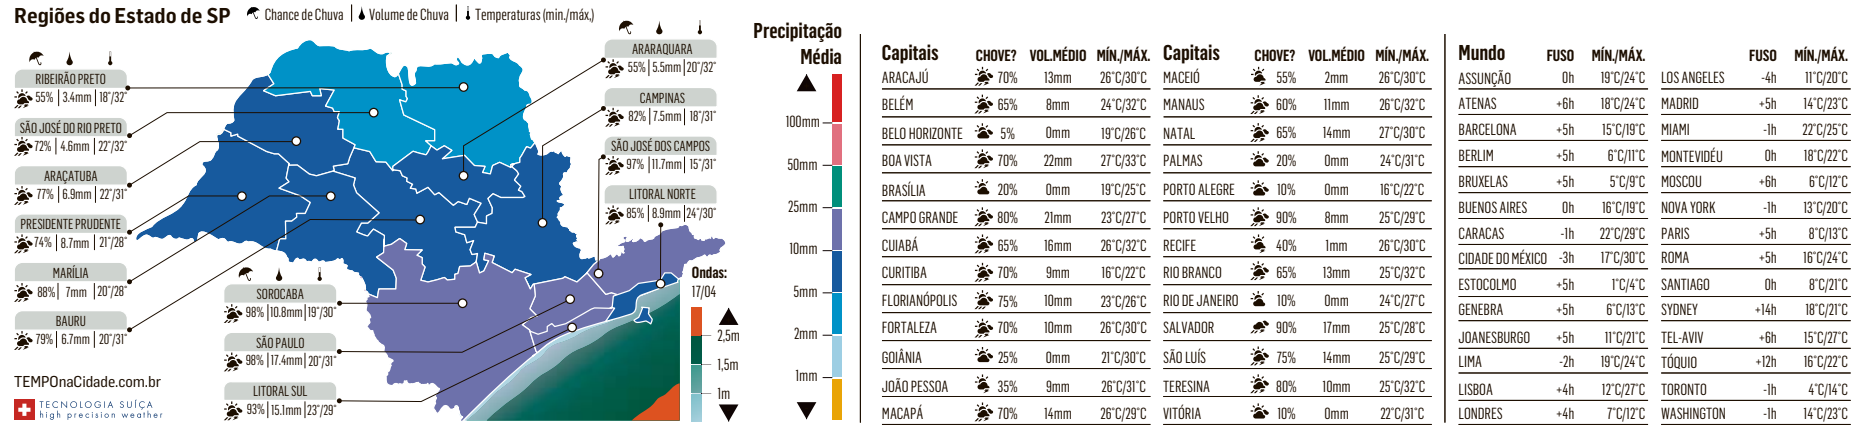 Regiões do Estado de SP
Chance de Chuva | Volume de Chuva | Temperaturas (mín./máx,)
RIBEIRÃO PRETO
55% | 3.4mm | 18°/32°
SÃO JOSÉ DO RIO PRETO
72% | 4.6mm | 22°/32°
ARAÇATUBA
77% | 6.9mm | 22°/31°
PRESIDENTE PRUDENTE
74% | 8.7mm | 21°/28°
MARÍLIA
88% | 7mm | 20°/28°
BAURU
79% | 6.7mm | 20°/31°
TEMPOnaCidade.com.br
TECNOLOGIA SUÍÇA
high precision weather
SOROCABA
98% | 10.8mm | 19°/30°
SÃO PAULO
98% | 17.4mm | 20°/31°
LITORAL SUL
93% | 15.1mm | 23°/29°
ARARAQUARA
55% | 5.5mm | 20°/32°
CAMPINAS
82% | 7.5mm | 18°/31°
SÃO JOSÉ DOS CAMPOS
97% | 11.7mm | 15°/31°
LITORAL NORTE
85% | 8.9mm | 24°/30°
Ondas:
17/04
2,5m
1,5m
1m
Precipitação
Média
100mm
50mm
25mm
10mm
5mm
2mm
1mm
Capitais CHOVE? VOL.MÉDIO MÍN./MÁX.
ARACAJÚ 70% 13mm 26°C/30°C
BELÉM 65% 8mm 24°C/32°C
BELO HORIZONTE 5% 0mm 19°C/26°C
BOA VISTA 70% 22mm 27°C/33°C
BRASÍLIA 20% 0mm 19°C/25°C
CAMPO GRANDE 80% 21mm 23°C/27°C
CUIABÁ 65% 16mm 26°C/32°C
CURITIBA 70% 9mm 16°C/22°C
FLORIANÓPOLIS 75% 10mm 23°C/26°C
FORTALEZA 70% 10mm 26°C/30°C
GOIÂNIA 25% 0mm 21°C/30°C
JOÃO PESSOA 35% 9mm 26°C/31°C
MACAPÁ 70% 14mm 26°C/29°C
Capitais CHOVE? VOL.MÉDIO MÍN./MÁX.
MACEIÓ 55% 2mm 26°C/30°C
MANAUS 60% 11mm 26°C/32°C
NATAL 65% 14mm 27°C/30°C
PALMAS 20% 0mm 24°C/31°C
PORTO ALEGRE 10% 0mm 16°C/22°C
PORTO VELHO 90% 8mm 25°C/29°C
RECIFE 40% 1mm 26°C/30°C
RIO BRANCO 65% 13mm 25°C/32°C
RIO DE JANEIRO 10% 0mm 24°C/27°C
SALVADOR 90% 17mm 25°C/28°C
SÃO LUÍS 75% 14mm 25°C/29°C
TERESINA 80% 10mm 25°C/32°C
VITÓRIA 10% 0mm 22°C/31°C
Mundo FUSO MÍN./MÁX.
ASSUNÇÃO 0h 19°C/24°C
ATENAS +6h 18°C/24°C
BARCELONA +5h 15°C/19°C
BERLIM +5h 6°C/11°C
BRUXELAS +5h 5°C/9°C
BUENOS AIRES 0h 16°C/19°C
CARACAS -1h 22°C/29°C
CIDADE DO MÉXICO -3h 17°C/30°C
ESTOCOLMO +5h 1°C/4°C
GENEBRA +5h 6°C/13°C
JOANESBURGO +5h 11°C/21°C
LIMA -2h 19°C/24°C
LISBOA +4h 12°C/27°C
LONDRES +4h 7°C/12°C
FUSO MÍN./MÁX.
LOS ANGELES -4h 11°C/20°C
MADRID +5h 14°C/23°C
MIAMI -1h 22°C/25°C
MONTEVIDÉU 0h 18°C/22°C
MOSCOU +6h 6°C/12°C
NOVA YORK -1h 13°C/20°C
PARIS +5h 8°C/13°C
ROMA +5h 16°C/24°C
SANTIAGO 0h 8°C/21°C
SYDNEY +14h 18°C/21°C
TEL-AVIV +6h 15°C/27°C
TÓQUIO +12h 16°C/22°C
TORONTO -1h 4°C/14°C
WASHINGTON -1h 14°C/23°C